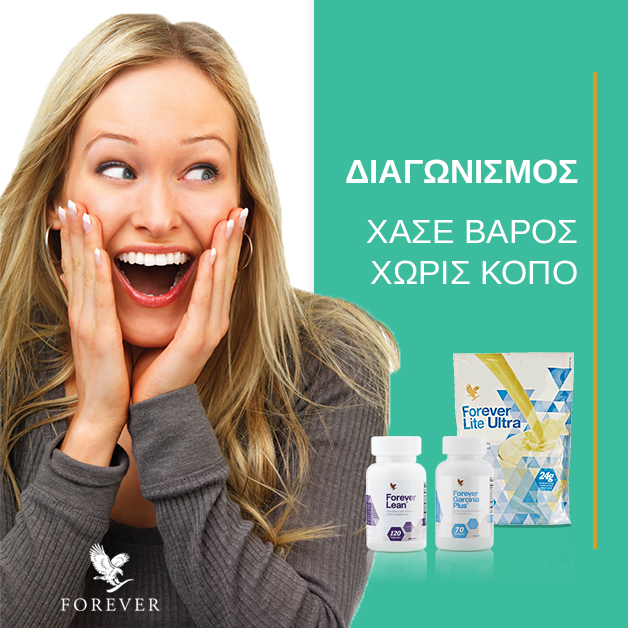 ΔΙΑΓΩΝΙΣΜΟΣ
ΧΑΣΕ ΒΑΡΟΣ
ΧΩΡΙΣ ΚΟΠΟ
Forever
Lite Ultra
24g
Forever
Lean
120
Forever
Garcinia
Plus
70
FOREVER